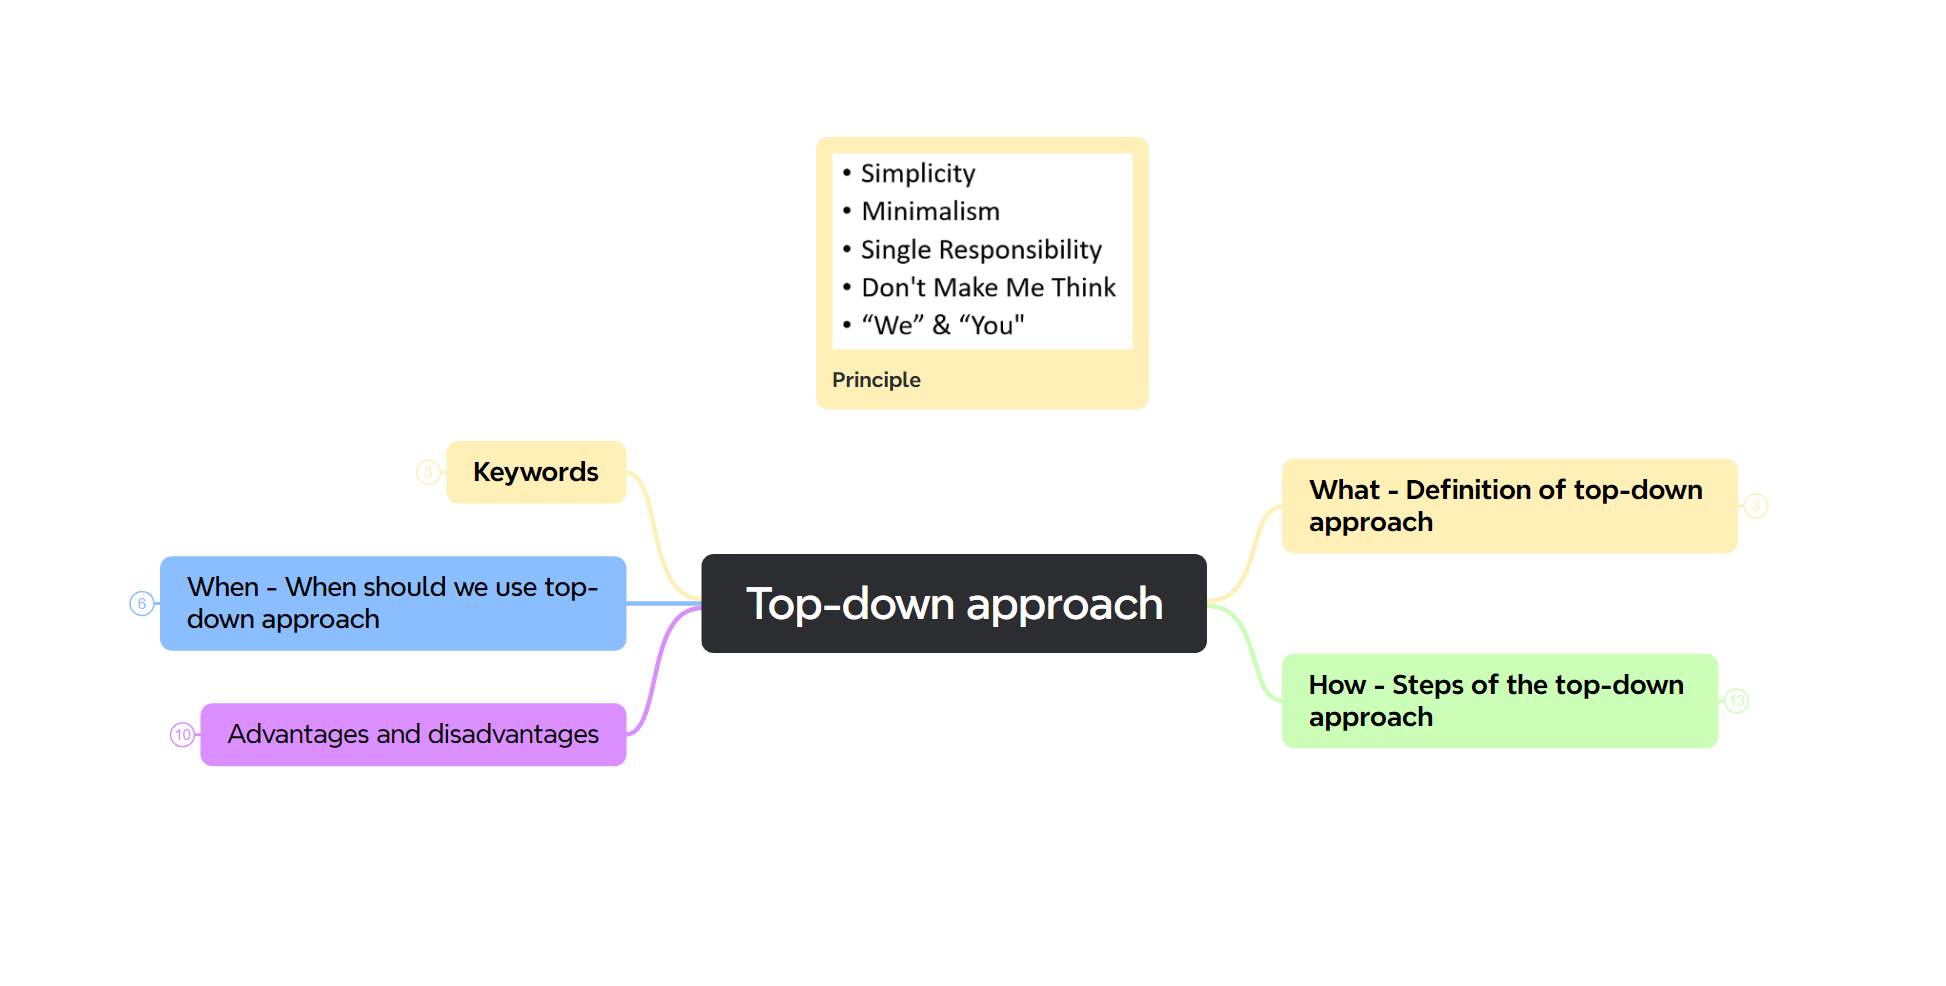 • Simplicity
• Minimalism
• Single Responsibility
• Don't Make Me Think
• “We” & “You"
Principle
3
Keywords
6
When - When should we use top-
down approach
10
Advantages and disadvantages
Top-down approach
What - Definition of top-down
approach
3
How - Steps of the top-down
approach
13